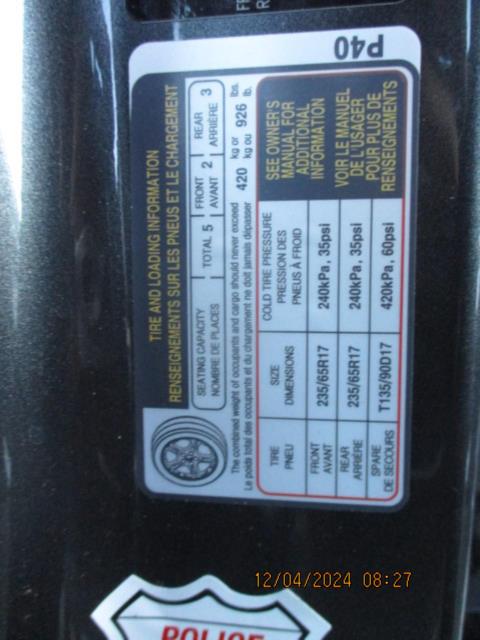 TIRE AND LOADING INFORMATION
RENSEIGNEMENTS SUR LES PNEUS ET LE CHARGEMENT
SEATING CAPACITY
NOMBRE DE PLACES
TOTAL 5
FRONT
AVANT 2
REAR
ARRIÈRE 3
The combined weight of occupants and cargo should never exceed
Le poids total des occupants et du chargement ne doit jamais dépasser
420 kg or
kg ou 926 lbs.
lb.
TIRE
PNEU
SIZE
DIMENSIONS
COLD TIRE PRESSURE
PRESSION DES
PNEUS À FROID
FRONT
AVANT
235/65R17
240kPa, 35psi
REAR
ARRIÈRE
235/65R17
240kPa, 35psi
SPARE
DE SECOURS
T135/90D17
420kPa, 60psi
SEE OWNER'S
MANUAL FOR
ADDITIONAL
INFORMATION
VOIR LE MANUEL
DE L'USAGER
POUR PLUS DE
RENSEIGNEMENTS
P40
POLICE
12/04/2024 08:27